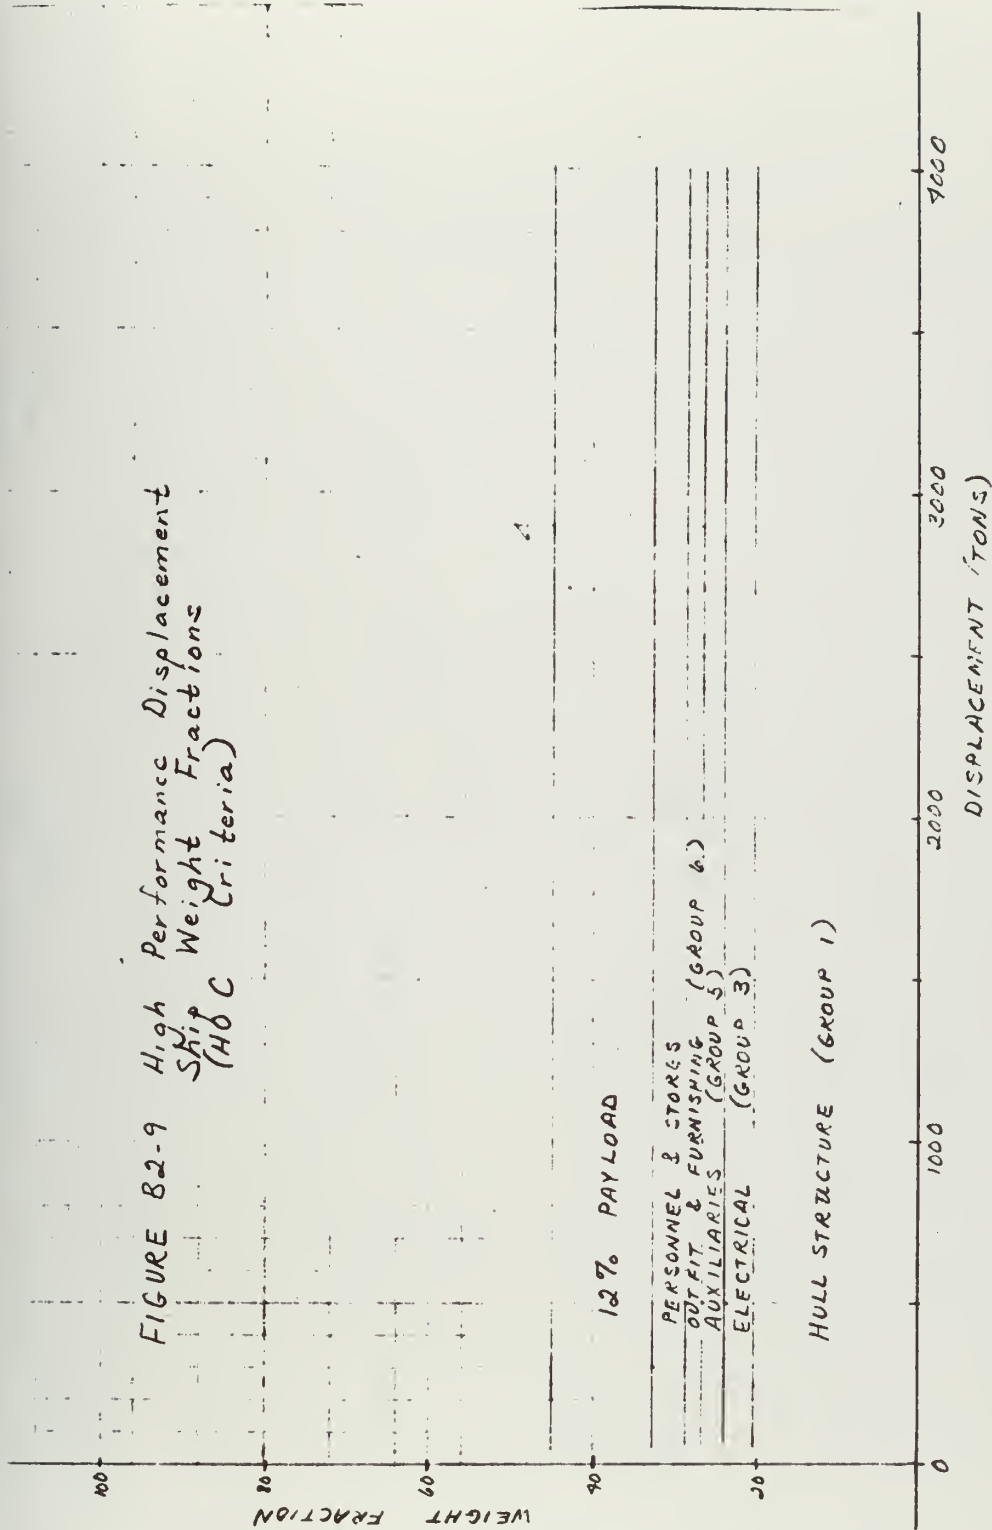 FIGURE B2-9 High Performance Displacement
Ship Weight Fractions
(HOC Criteria)
WEIGHT FRACTION
100
80
60
40
20
0
12% PAYLOAD
PERSONNEL & STORES
OUTFIT & FURNISHING (GROUP 6)
AUXILIARIES (GROUP 5)
ELECTRICAL (GROUP 3)
HULL STRUCTURE (GROUP 1)
1000
2000
3000
4000
DISPLACEMENT (TONS)